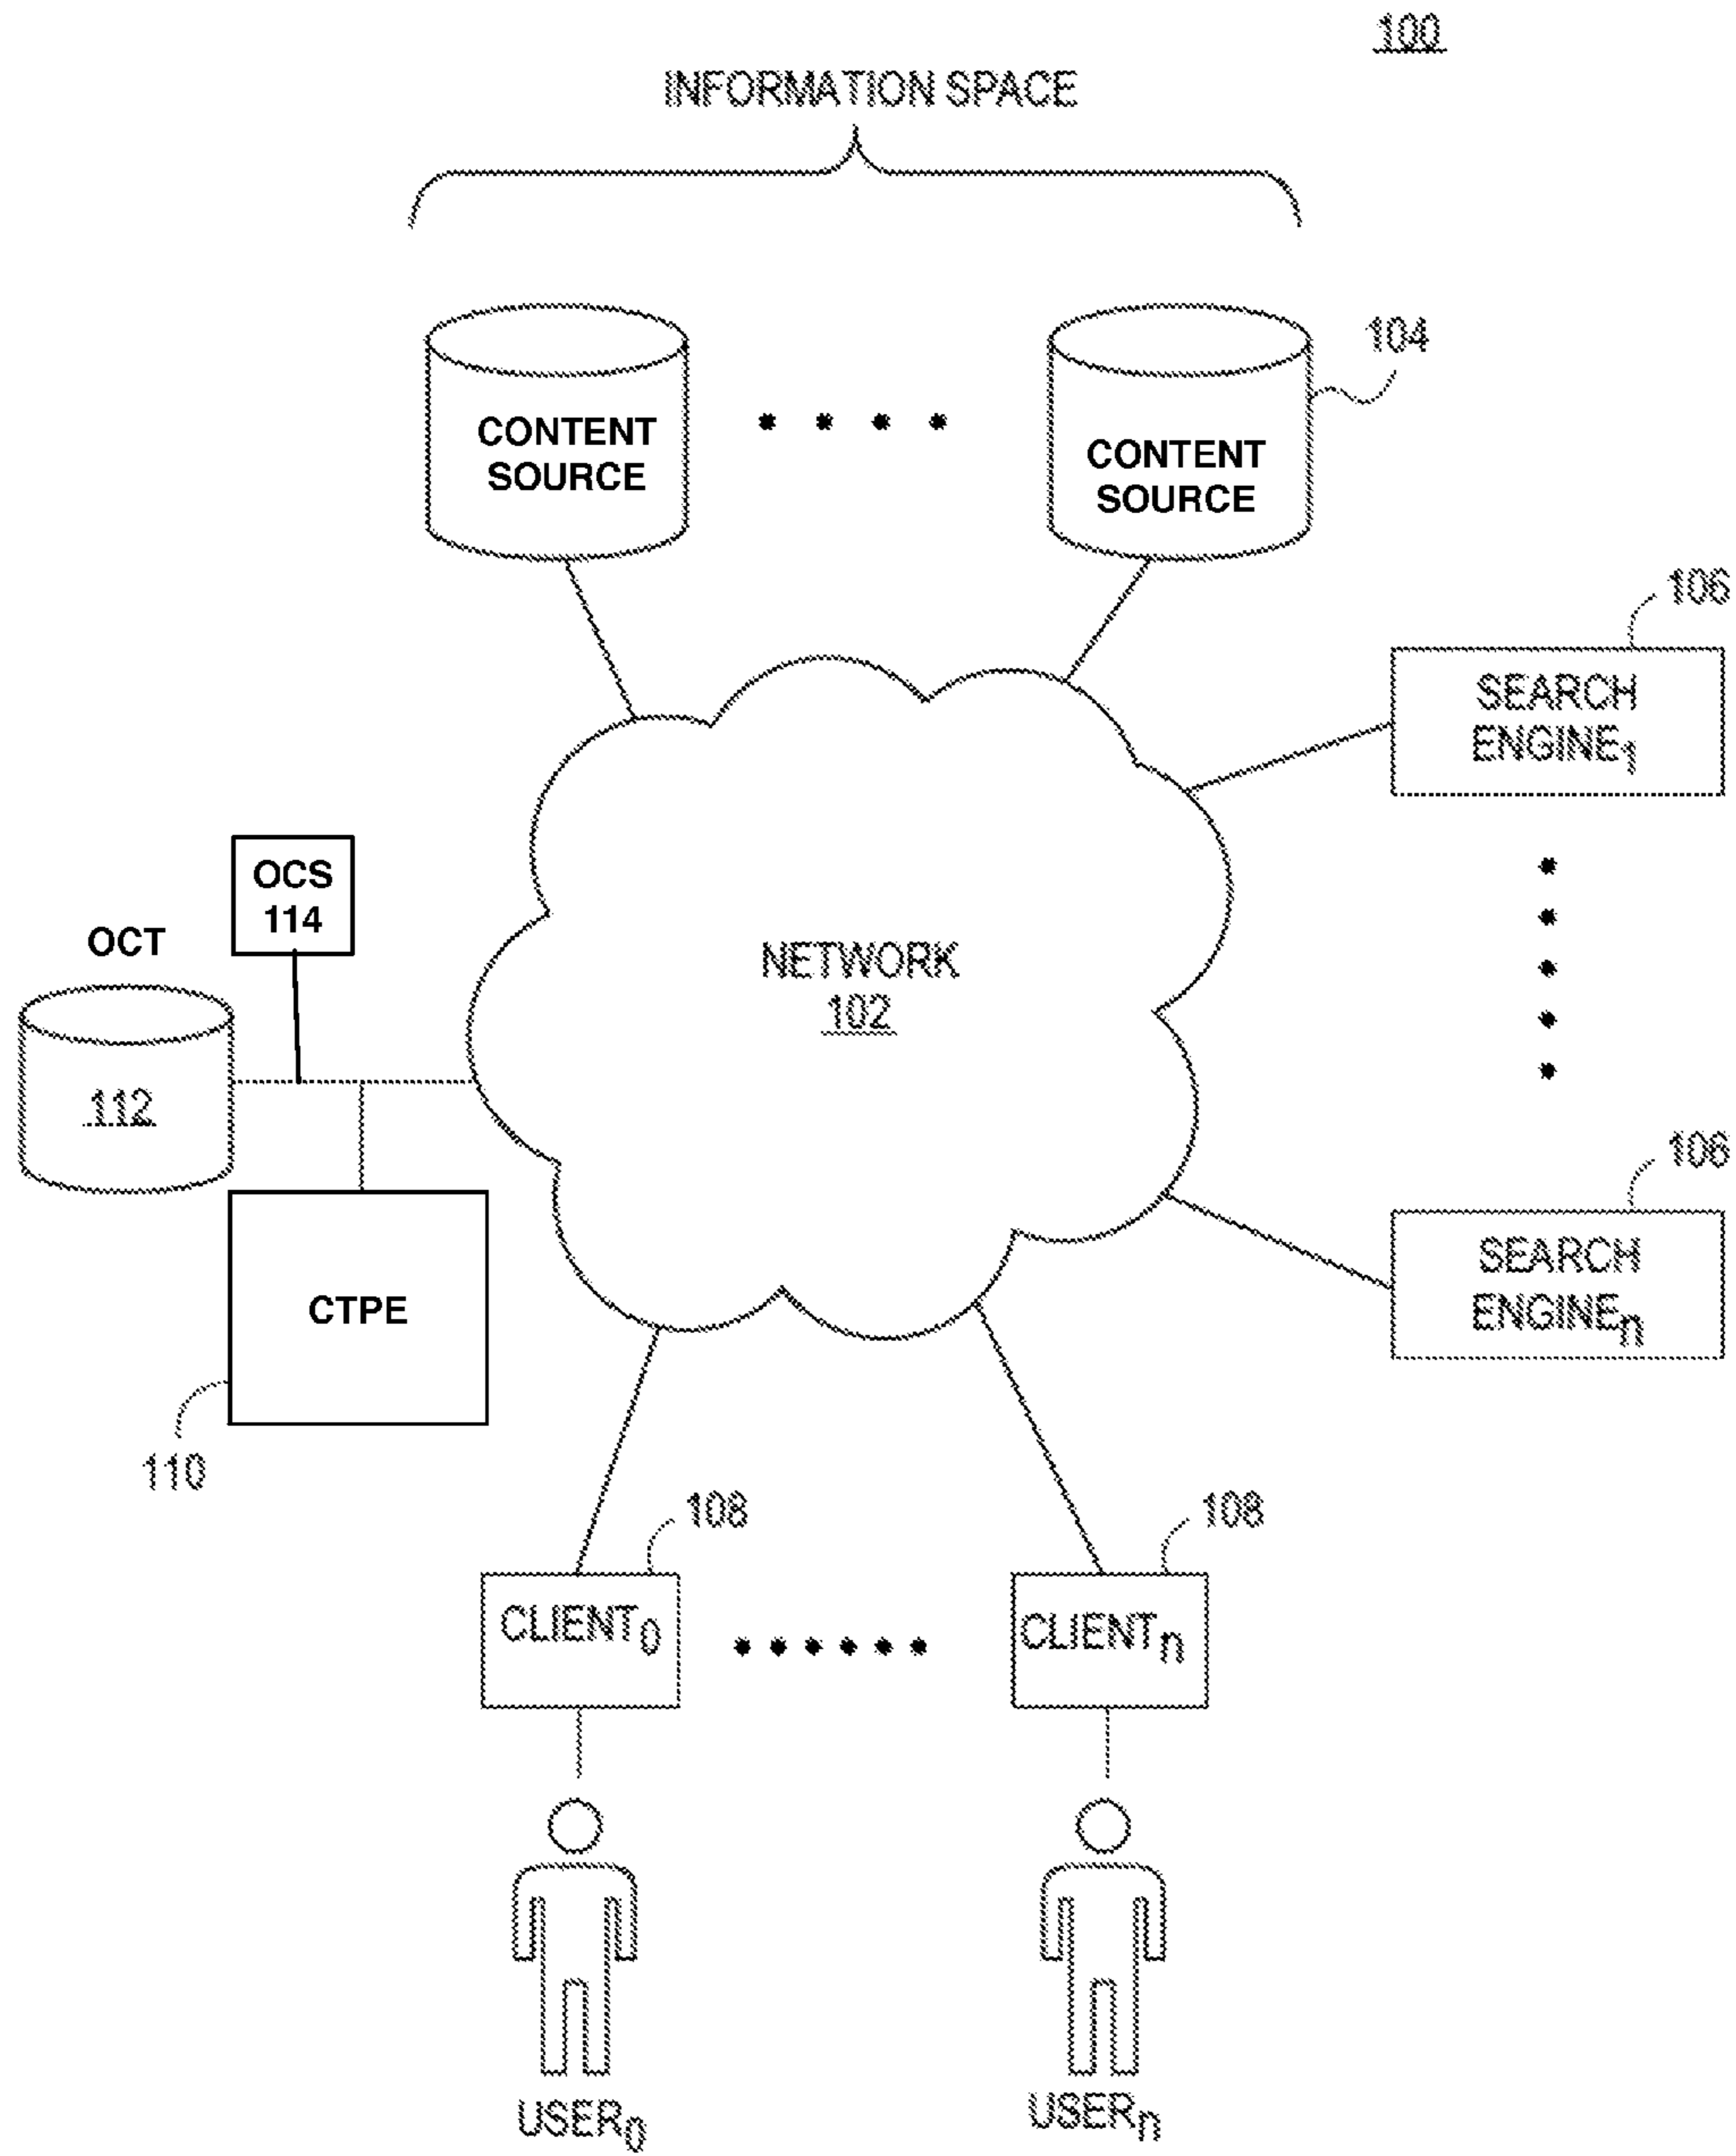 100
INFORMATION SPACE
104
CONTENT
SOURCE
CONTENT
SOURCE
106
SEARCH
ENGINE1
OCS
114
OCT
NETWORK
102
112
106
SEARCH
ENGINEn
CTPE
110
108
108
CLIENT0
CLIENTn
USER0
USERn